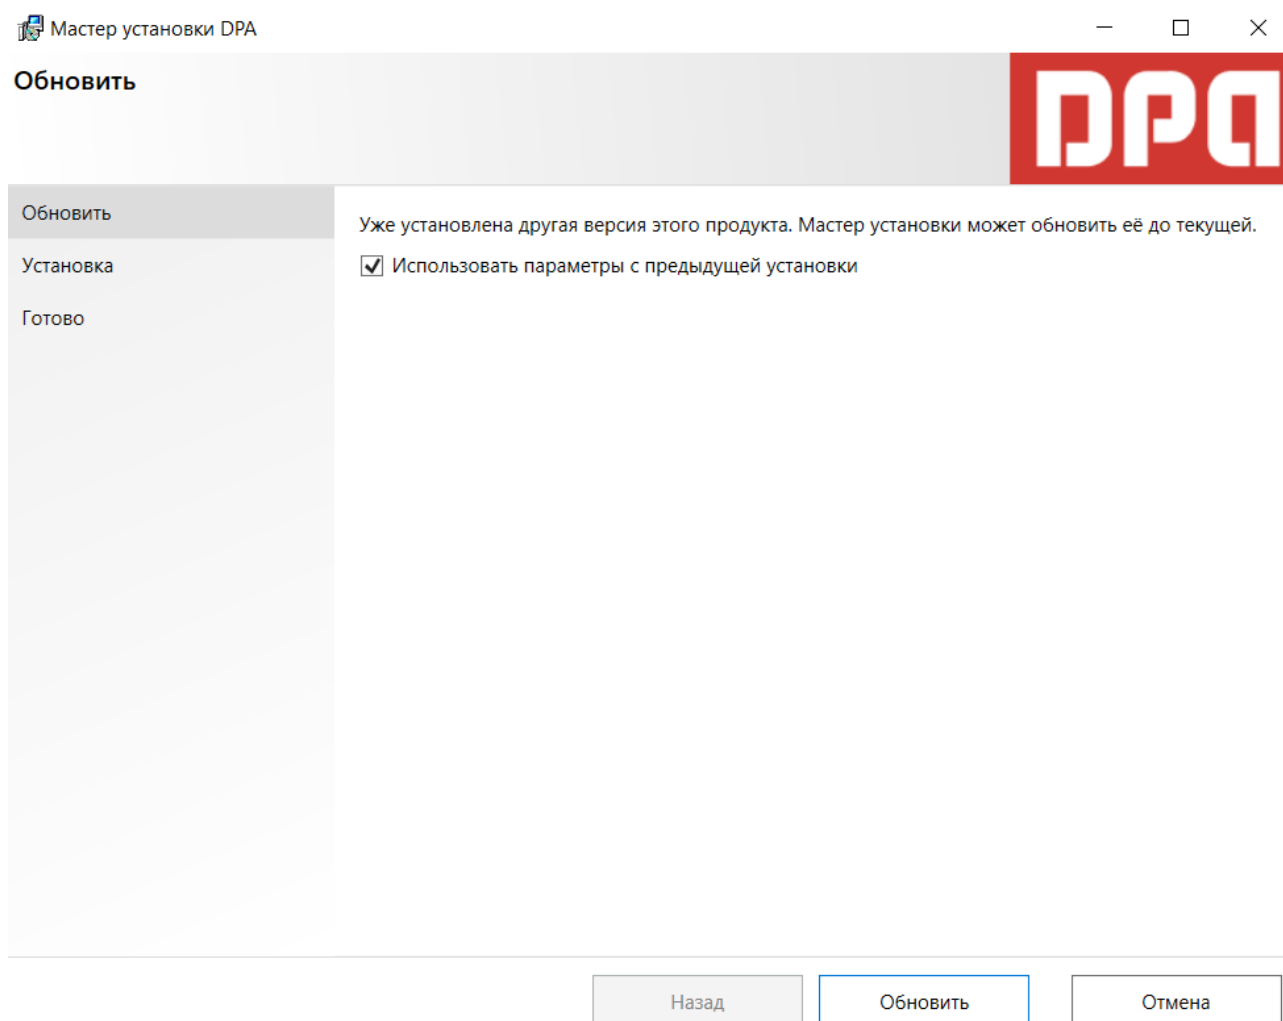 Мастер установки DPA
Обновить
DPA
Обновить
Установка
Готово
Уже установлена другая версия этого продукта. Мастер установки может обновить её до текущей.
Использовать параметры с предыдущей установки
Назад
Обновить
Отмена